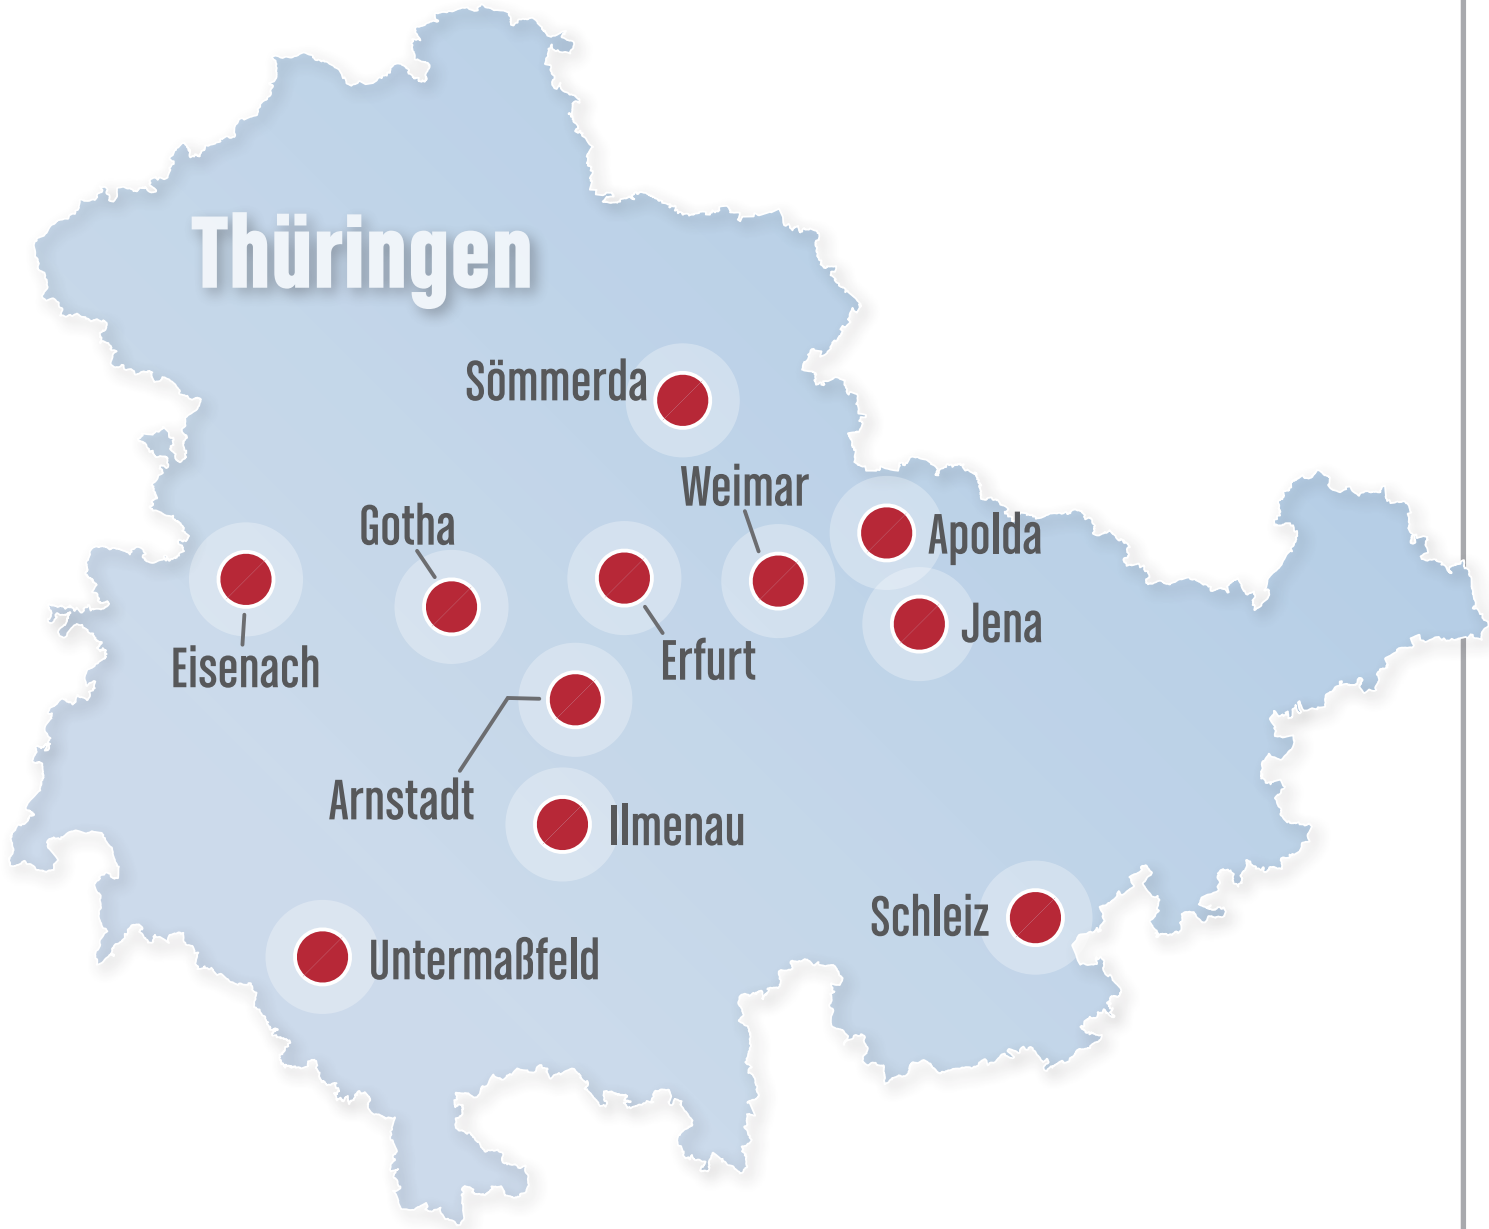 Thüringen
Sömmerda
Weimar
Gotha
Apolda
Jena
Eisenach
Erfurt
Arnstadt
Ilmenau
Schleiz
Untermaßfeld